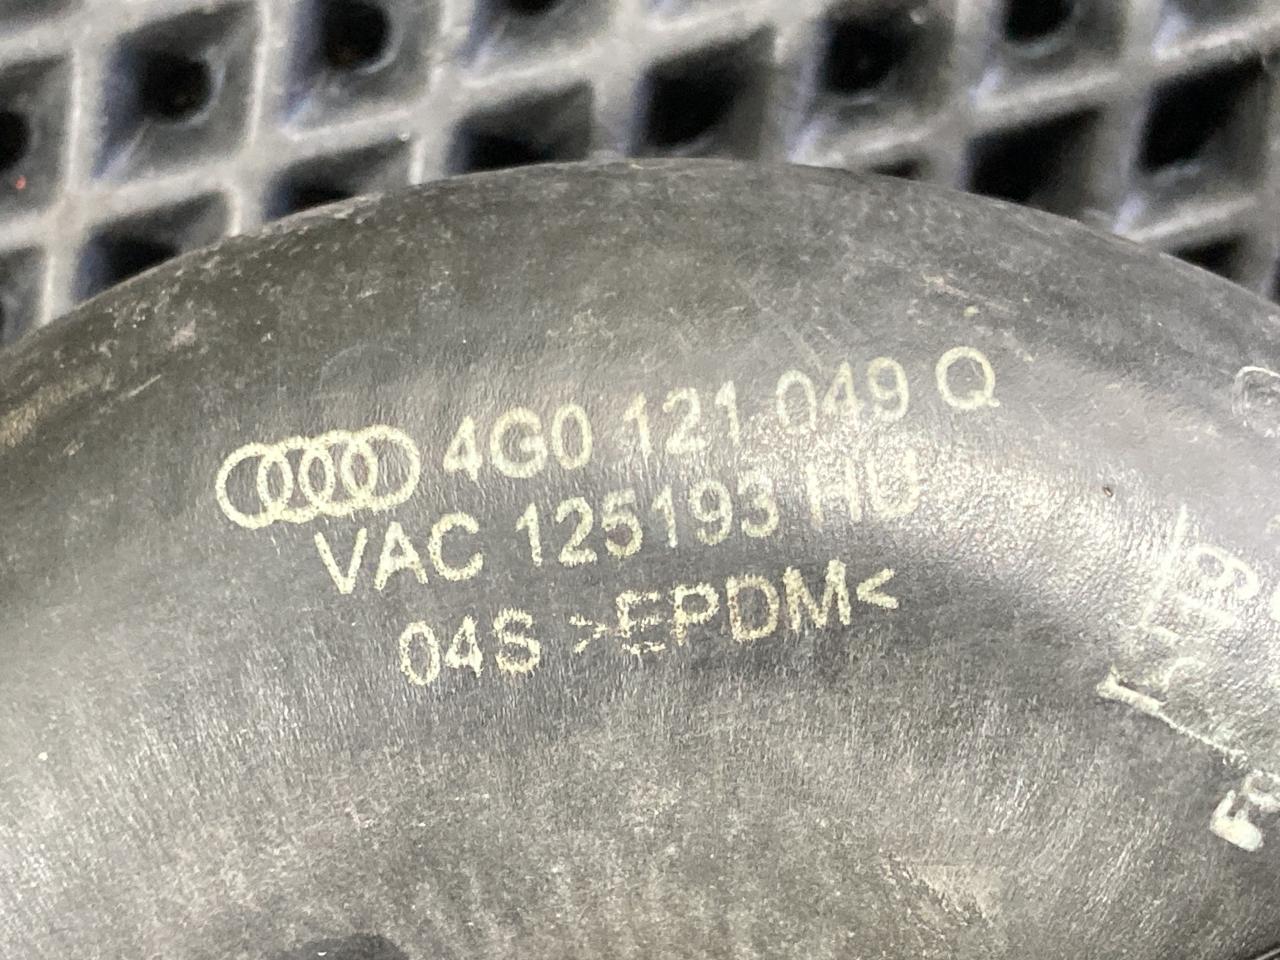 4G0 121 049 Q
VAC 125193 HU
04S >EPDM<